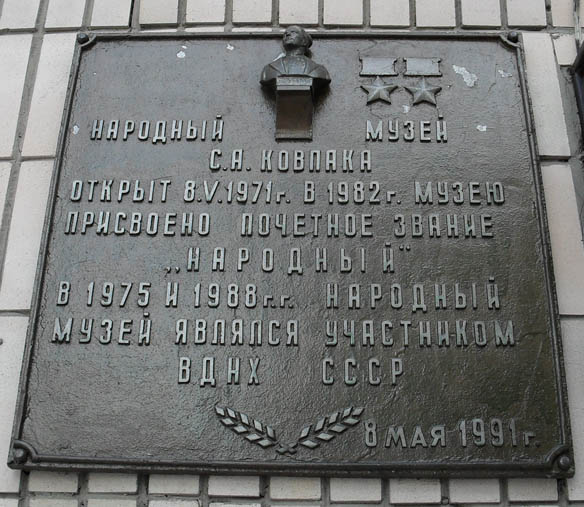 НАРОДНЫЙ МУЗЕЙ
С.А. КОВПАКА
ОТКРЫТ 8.V.1971г. В 1982г. МУЗЕЮ
ПРИСВОЕНО ПОЧЕТНОЕ ЗВАНИЕ
„НАРОДНЫЙ"
В 1975 И 1988г.г. НАРОДНЫЙ
МУЗЕЙ ЯВЛЯЛСЯ УЧАСТНИКОМ
ВДНХ СССР
8 МАЯ 1991г.